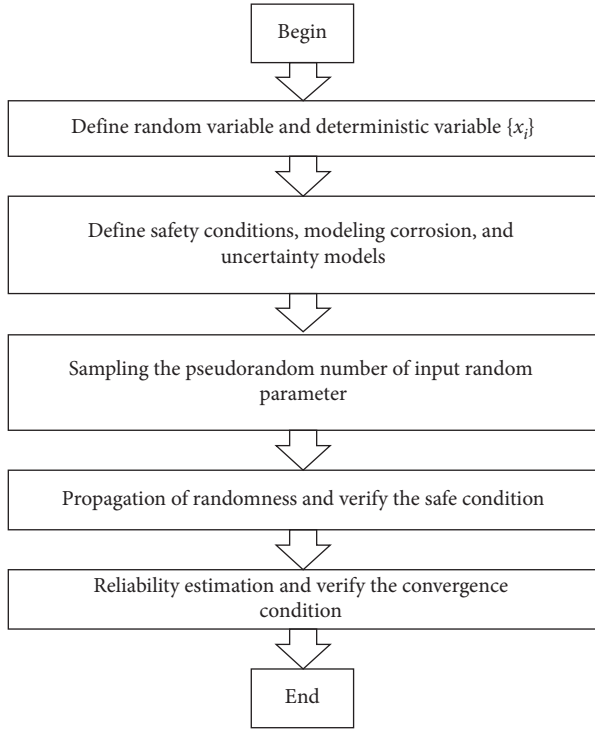 Begin
Define random variable and deterministic variable {xᵢ}
Define safety conditions, modeling corrosion, and
uncertainty models
Sampling the pseudorandom number of input random
parameter
Propagation of randomness and verify the safe condition
Reliability estimation and verify the convergence
condition
End